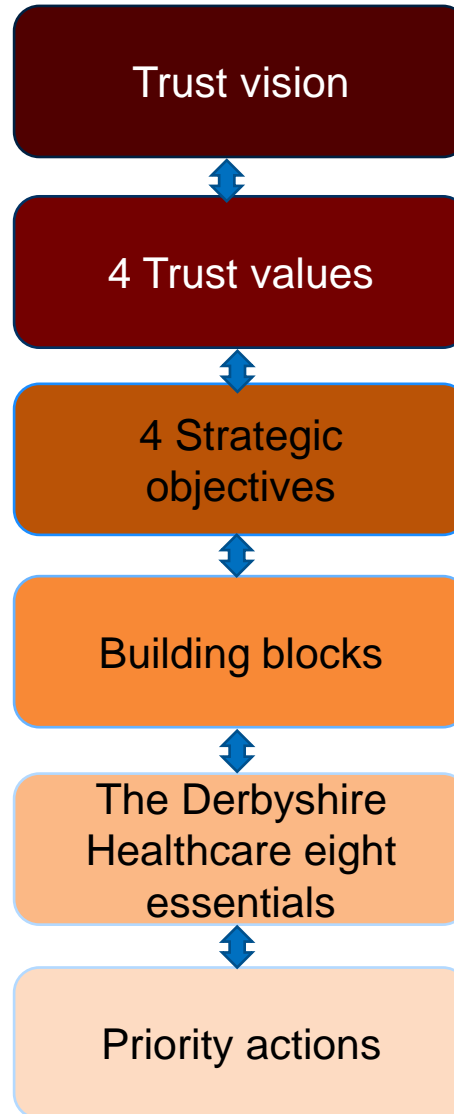 Trust vision
4 Trust values
4 Strategic
objectives
Building blocks
The Derbyshire
Healthcare eight
essentials
Priority actions